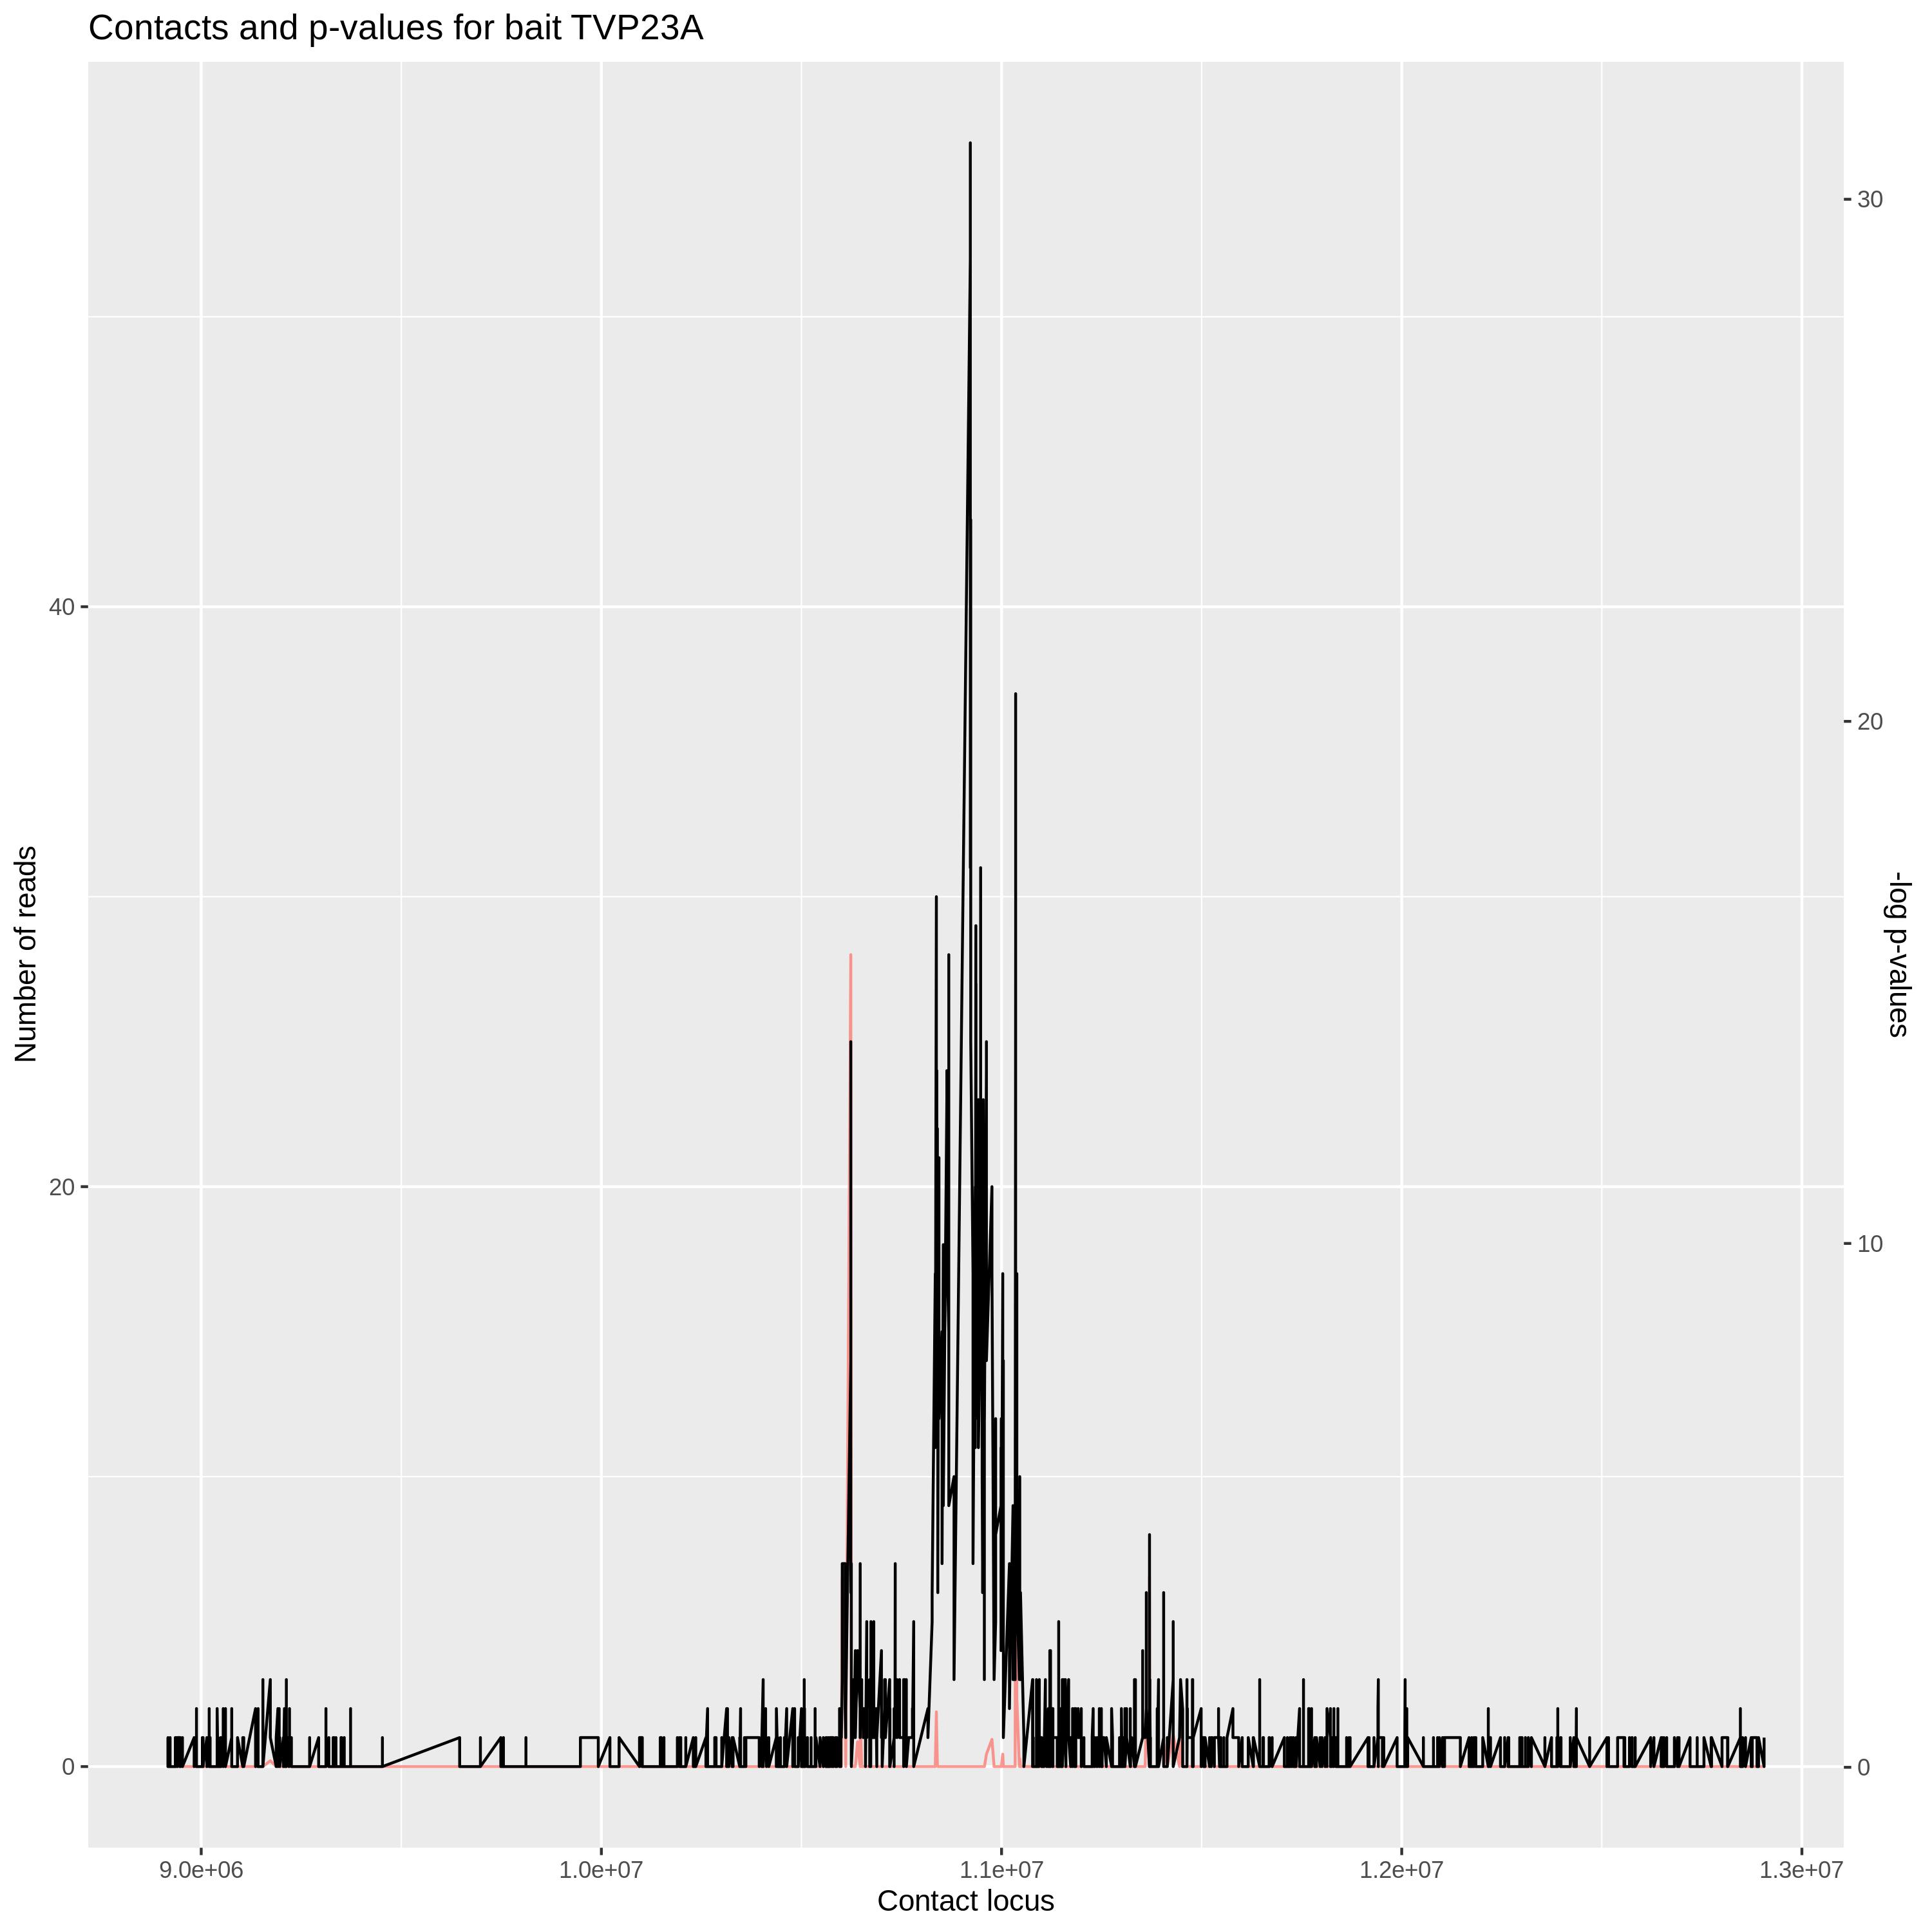 Contacts and p-values for bait TVP23A
30
40
20
20
10
0
0
Number of reads
-log p-values
9.0e+06 1.0e+07 1.1e+07 1.2e+07 1.3e+07
Contact locus